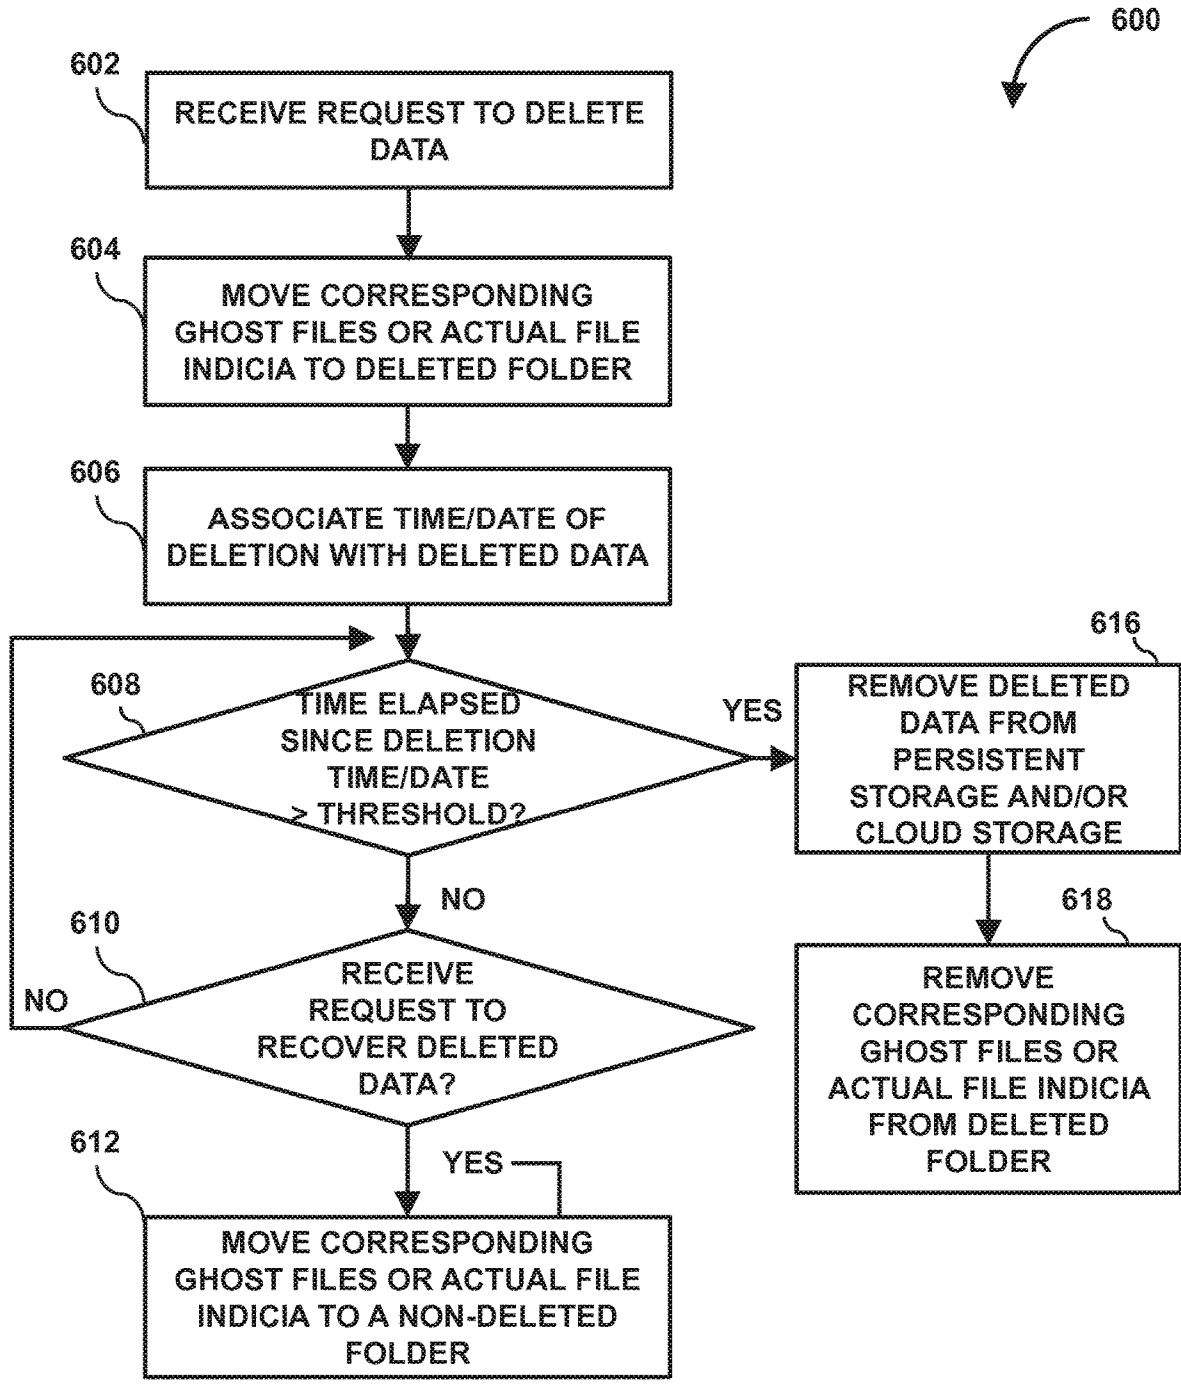 600
602
RECEIVE REQUEST TO DELETE
DATA
604
MOVE CORRESPONDING
GHOST FILES OR ACTUAL FILE
INDICIA TO DELETED FOLDER
606
ASSOCIATE TIME/DATE OF
DELETION WITH DELETED DATA
608
TIME ELAPSED
SINCE DELETION
TIME/DATE
> THRESHOLD?
YES
616
REMOVE DELETED
DATA FROM
PERSISTENT
STORAGE AND/OR
CLOUD STORAGE
NO
610
RECEIVE
REQUEST TO
RECOVER DELETED
DATA?
NO
618
REMOVE
CORRESPONDING
GHOST FILES OR
ACTUAL FILE INDICIA
FROM DELETED
FOLDER
YES
612
MOVE CORRESPONDING
GHOST FILES OR ACTUAL FILE
INDICIA TO A NON-DELETED
FOLDER